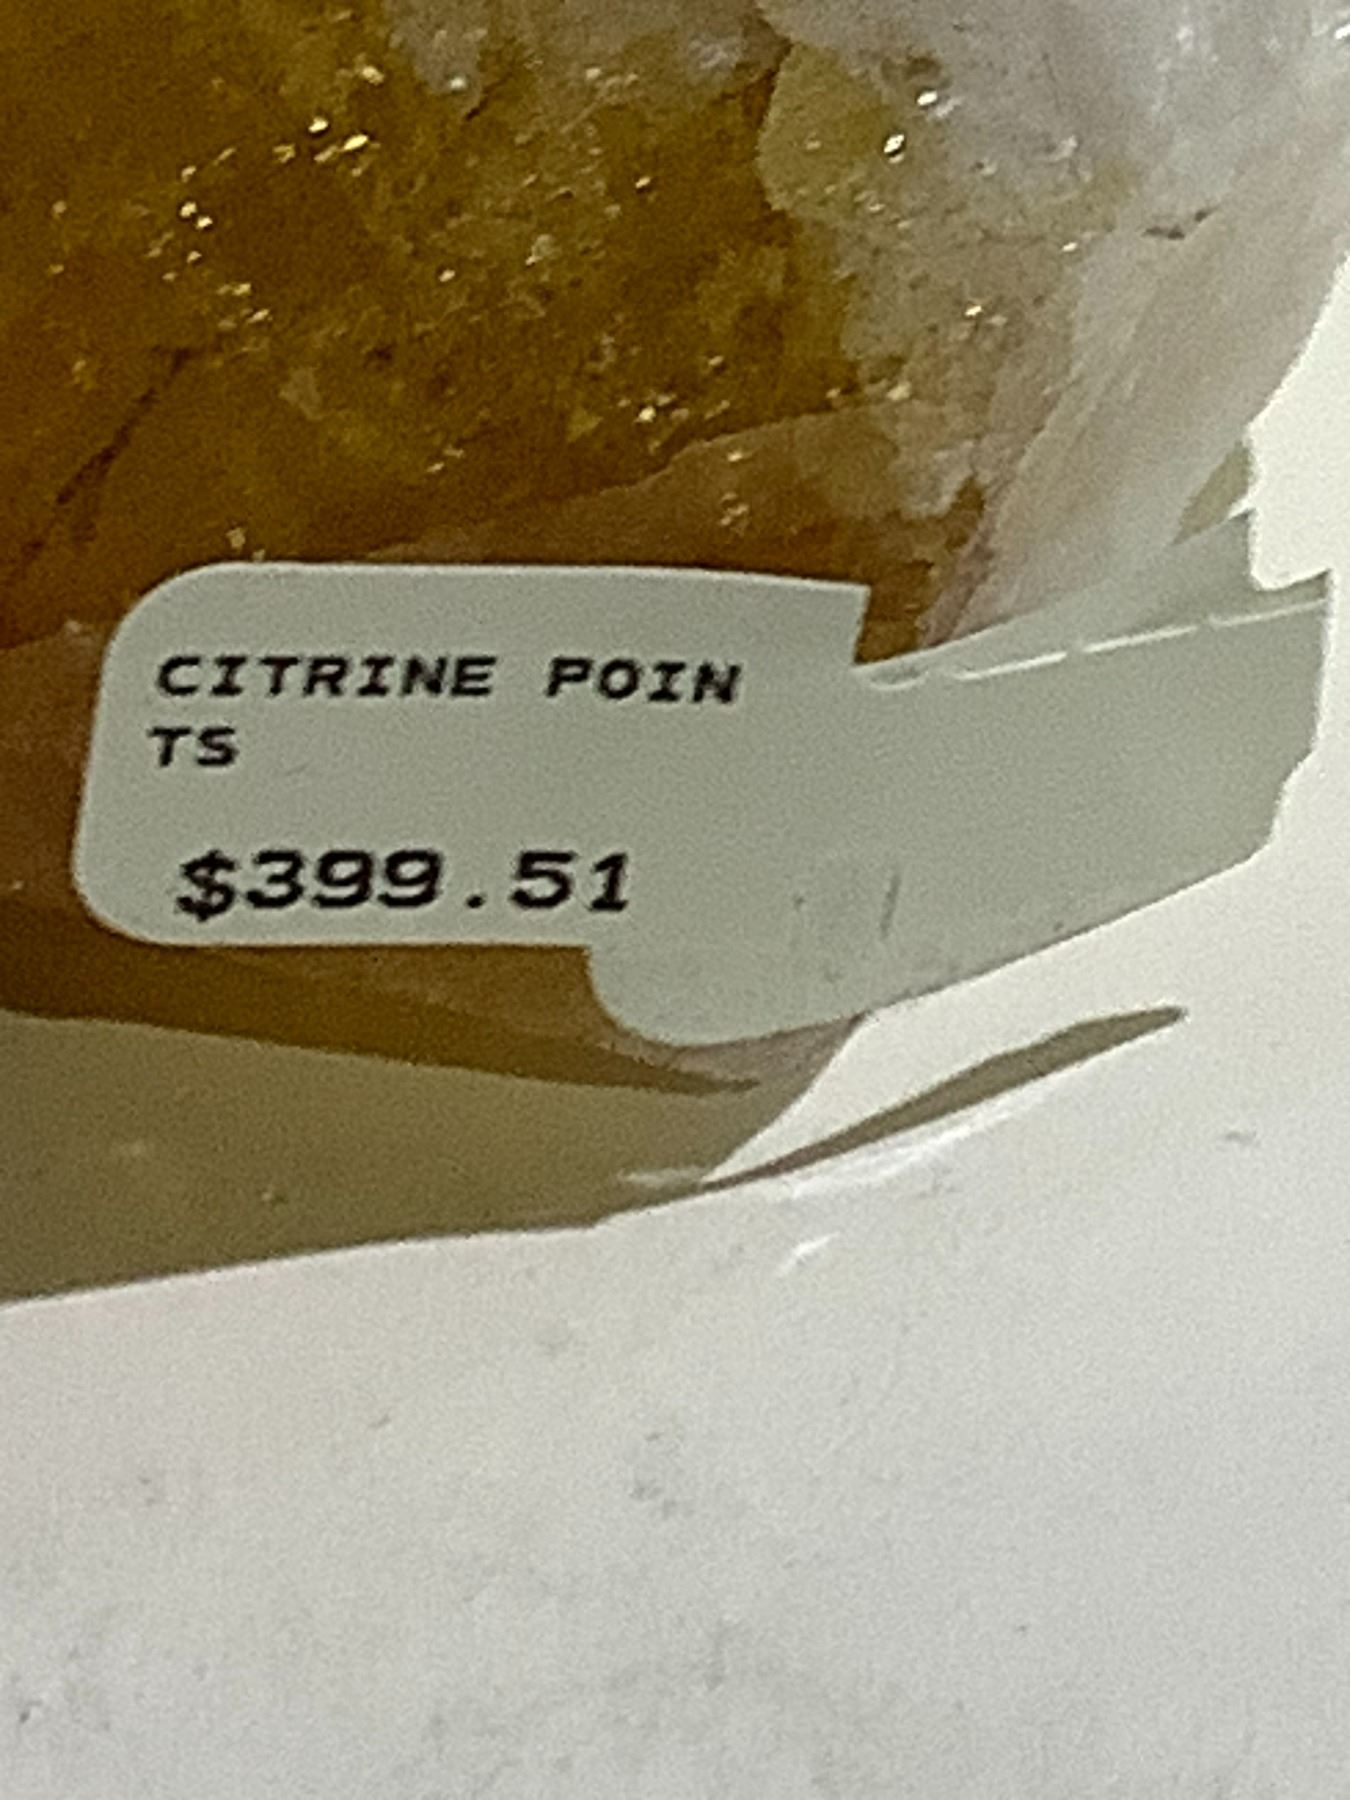 CITRINE POIN
TS
$399.51